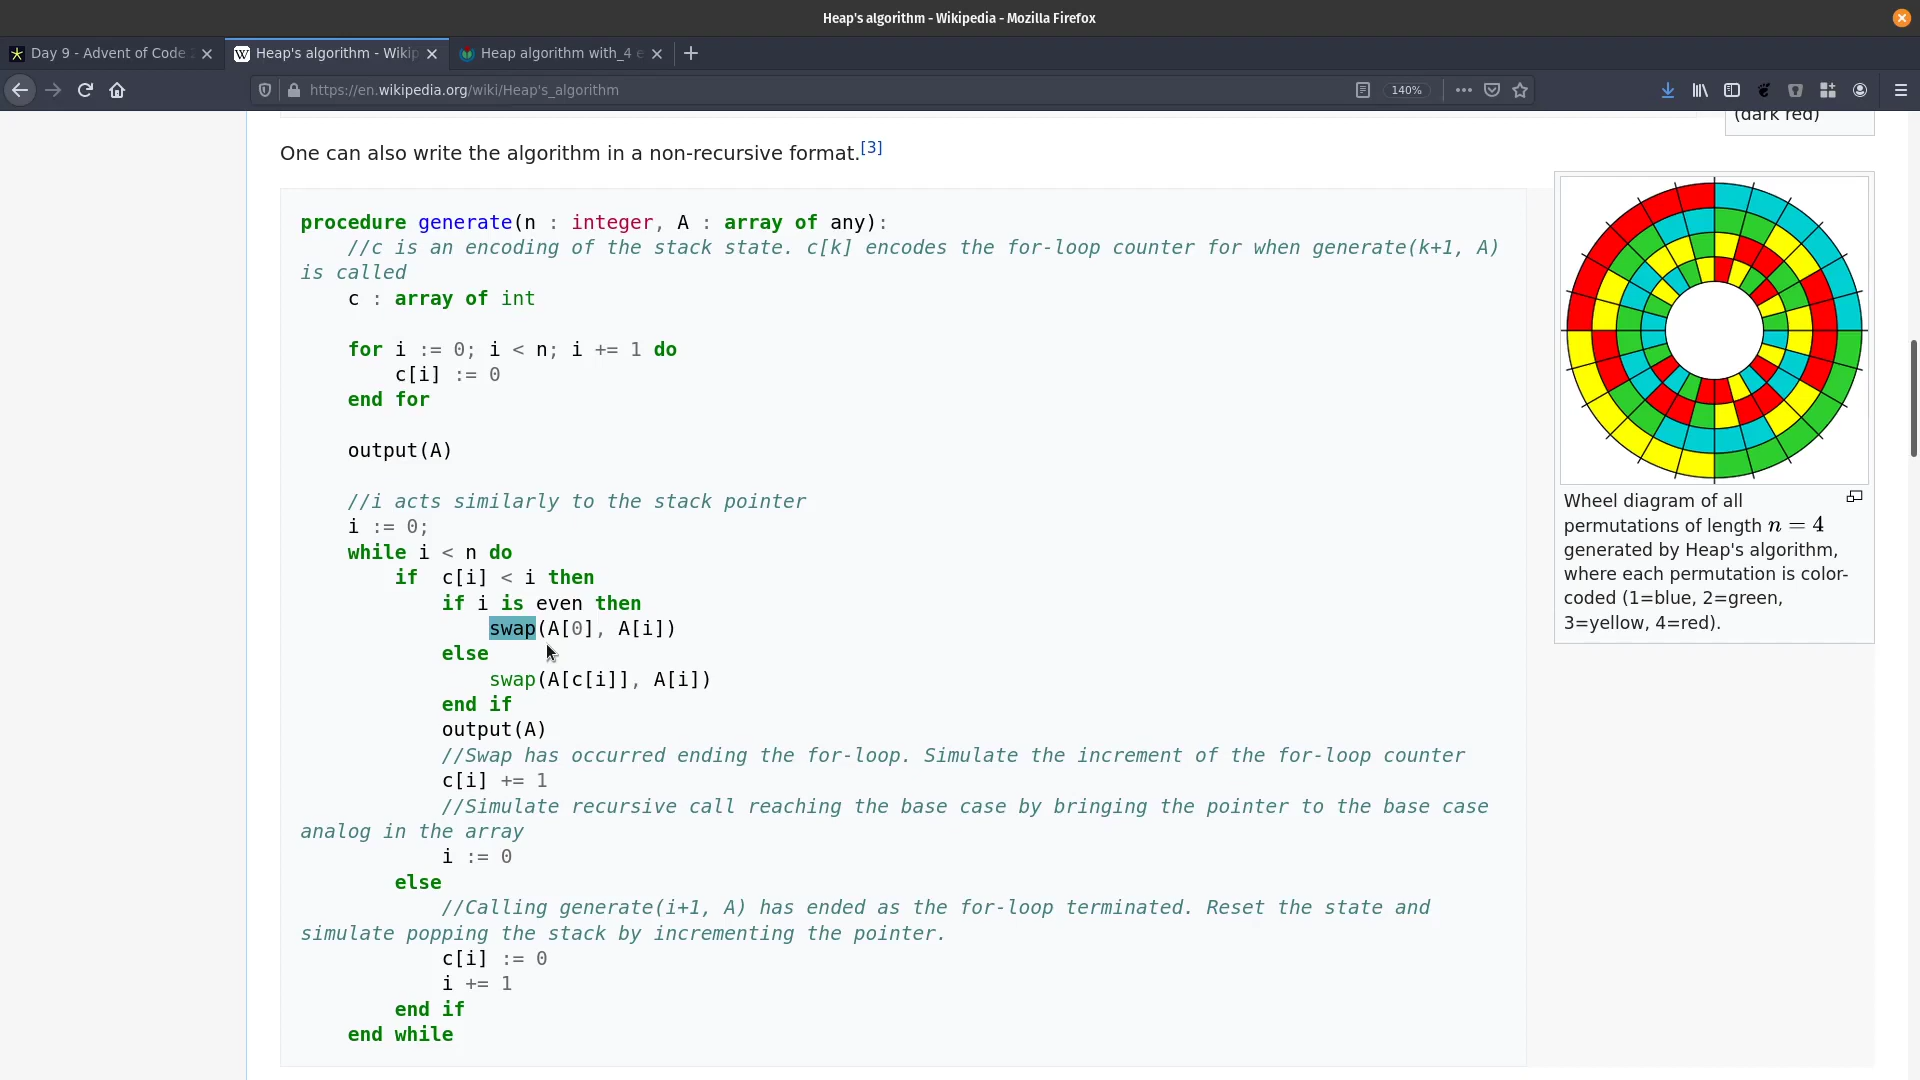 Heap's algorithm - Wikipedia - Mozilla Firefox
Day 9 - Advent of Code
Heap's algorithm - Wikip
Heap algorithm with_4 e
https://en.wikipedia.org/wiki/Heap's_algorithm
140%
(dark red)
One can also write the algorithm in a non-recursive format.[3]
procedure generate(n : integer, A : array of any):
    //c is an encoding of the stack state. c[k] encodes the for-loop counter for when generate(k+1, A)
is called
    c : array of int
    for i := 0; i < n; i += 1 do
        c[i] := 0
    end for
    output(A)
    //i acts similarly to the stack pointer
    i := 0;
    while i < n do
        if  c[i] < i then
            if i is even then
                swap(A[0], A[i])
            else
                swap(A[c[i]], A[i])
            end if
            output(A)
            //Swap has occurred ending the for-loop. Simulate the increment of the for-loop counter
            c[i] += 1
            //Simulate recursive call reaching the base case by bringing the pointer to the base case
analog in the array
            i := 0
        else
            //Calling generate(i+1, A) has ended as the for-loop terminated. Reset the state and
simulate popping the stack by incrementing the pointer.
            c[i] := 0
            i += 1
        end if
    end while
Wheel diagram of all
permutations of length n = 4
generated by Heap's algorithm,
where each permutation is color-
coded (1=blue, 2=green,
3=yellow, 4=red).